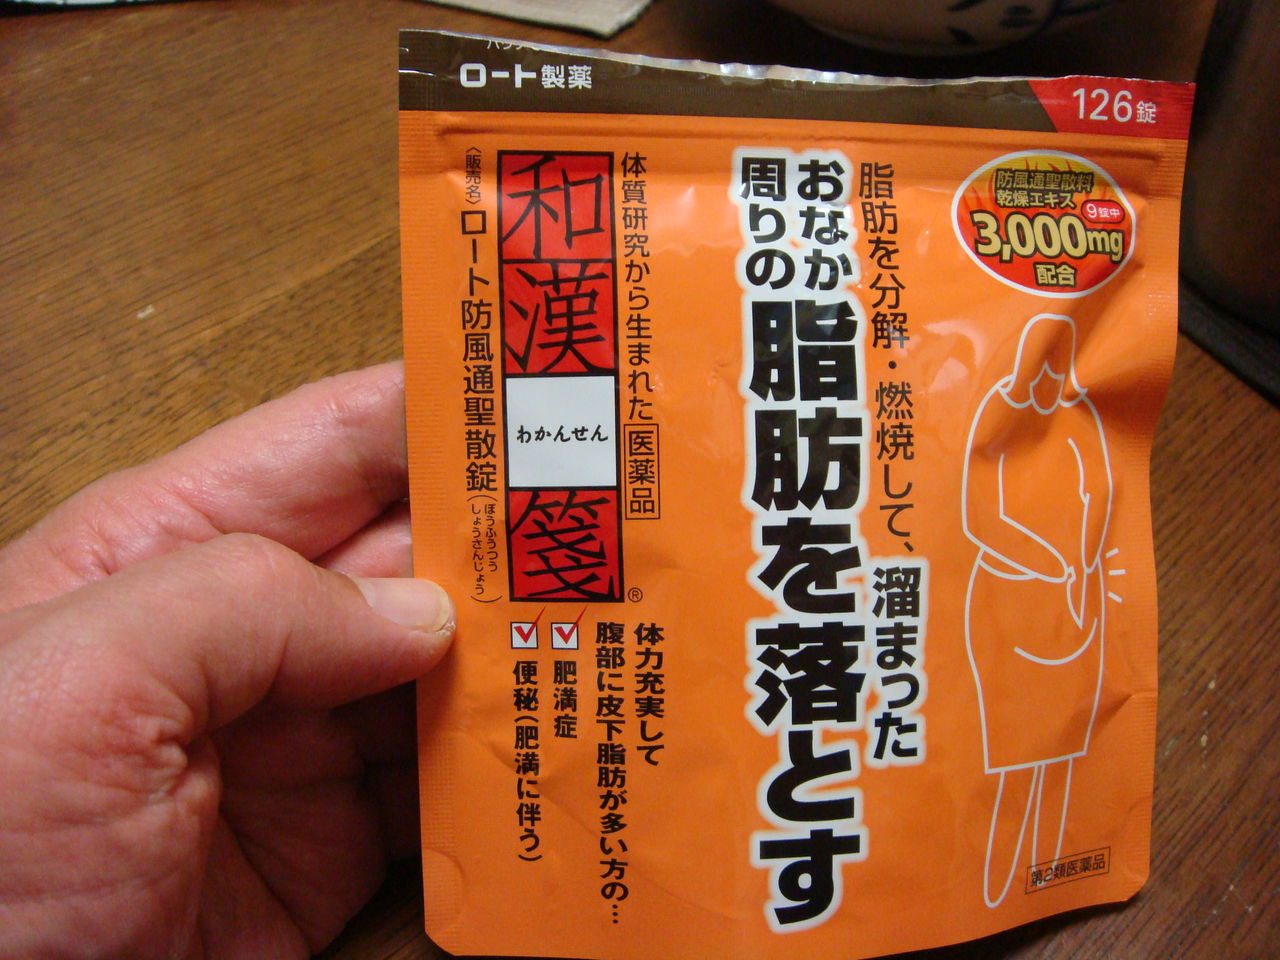 ロート製薬
126錠
防風通聖散料
乾燥エキス
9錠中
3,000mg
配合
脂肪を分解・燃焼して、溜まった
おなか
周りの
脂肪を落とす
体質研究から生まれた医薬品
和漢箋
わかんせん
®
〈販売名〉ロート防風通聖散錠
(ぼうふうつう
しょうさんじょう)
体力充実して
腹部に皮下脂肪が多い方の…
肥満症
便秘(肥満に伴う)
第2類医薬品